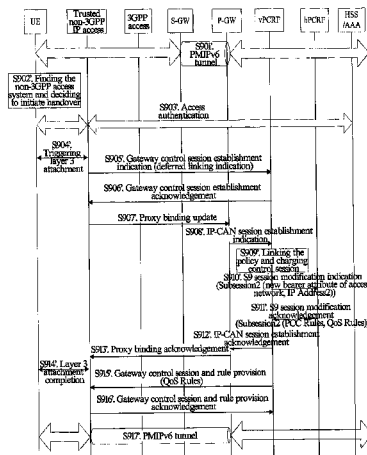 UE
Trusted
non-3GPP
IP access
3GPP
access
S-GW
P-GW
vPCRF
hPCRF
HSS
/AAA
S901'.
PMIPv6
tunnel
S902'. Finding the
non-3GPP access
system and deciding
to initiate handover
S903'. Access
authentication
S904'.
Triggering
layer 3
attachment
S905'. Gateway control session establishment
indication (deferred linking indication)
S906'. Gateway control session establishment
acknowledgement
S907'. Proxy binding update
S908'. IP-CAN session establishment
indication
S909'. Linking the
policy and charging
control session
S910'. S9 session modification indication
(Subsession2 (new bearer attribute of access
network, IP Address2))
S911'. S9 session modification
acknowledgement
(Subsession2 (PCC Rules, QoS Rules)
S912'. IP-CAN session establishment
acknowledgement
S913'. Proxy binding acknowledgement
S914'. Layer 3
attachment
completion
S915'. Gateway control session and rule provision
(QoS Rules)
S916'. Gateway control session and rule provision
acknowledgement
S917'. PMIPv6 tunnel